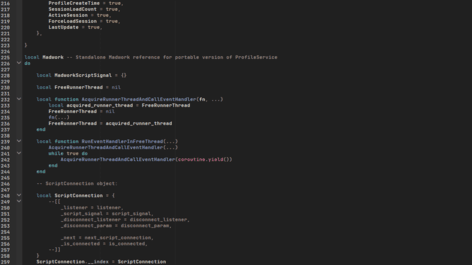 216 ProfileCreateTime = true,
217 SessionLoadCount = true,
218 ActiveSession = true,
219 ForceLoadSession = true,
220 LastUpdate = true,
221 },
222
223 }
224
225 local Madwork -- Standalone Madwork reference for portable version of ProfileService
226 do
227
228 local MadworkScriptSignal = {}
229
230 local FreeRunnerThread = nil
231
232 local function AcquireRunnerThreadAndCallEventHandler(fn, ...)
233 local acquired_runner_thread = FreeRunnerThread
234 FreeRunnerThread = nil
235 fn(...)
236 FreeRunnerThread = acquired_runner_thread
237 end
238
239 local function RunEventHandlerInFreeThread(...)
240 AcquireRunnerThreadAndCallEventHandler(...)
241 while true do
242 AcquireRunnerThreadAndCallEventHandler(coroutine.yield())
243 end
244 end
245
246 -- ScriptConnection object:
247
248 local ScriptConnection = {
249 --[[
250 _listener = listener,
251 _script_signal = script_signal,
252 _disconnect_listener = disconnect_listener,
253 _disconnect_param = disconnect_param,
254
255 _next = next_script_connection,
256 _is_connected = is_connected,
257 --]]
258 }
259 ScriptConnection.__index = ScriptConnection